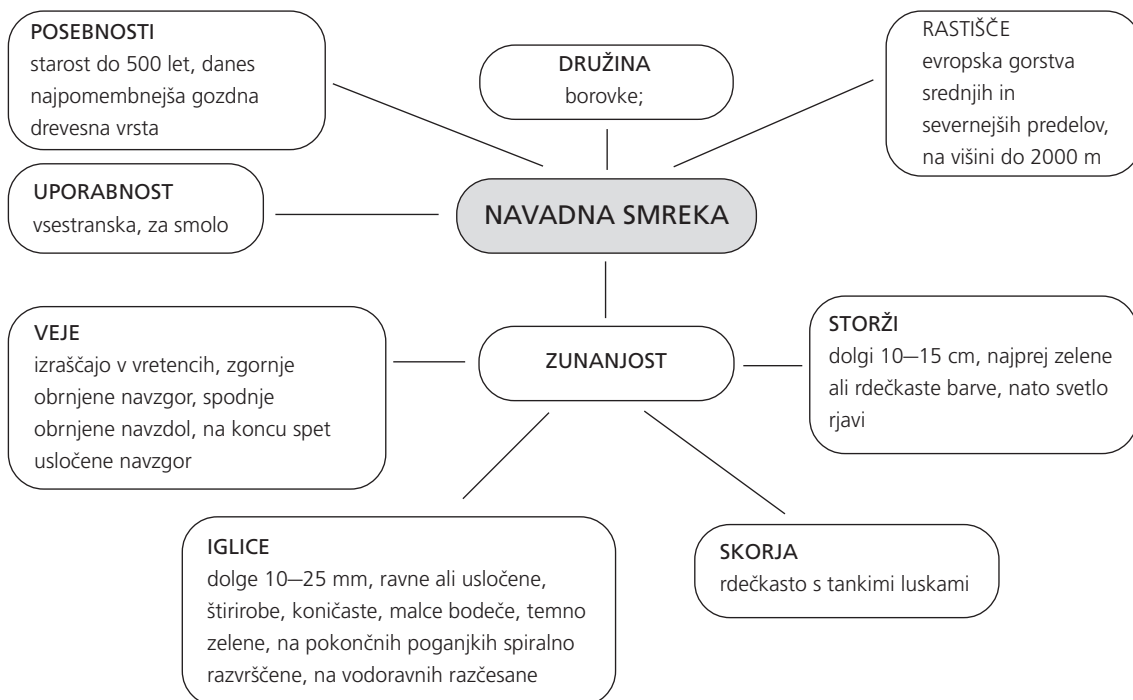 POSEBNOSTI
starost do 500 let, danes
najpomembnejša gozdna
drevesna vrsta
DRUŽINA
borovke;
RASTIŠČE
evropska gorstva
srednjih in
severnejših predelov,
na višini do 2000 m
UPORABNOST
vsestranska, za smolo
NAVADNA SMREKA
VEJE
izraščajo v vretencih, zgornje
obrnjene navzgor, spodnje
obrnjene navzdol, na koncu spet
usločene navzgor
ZUNANJOST
STORŽI
dolgi 10—15 cm, najprej zelene
ali rdečkaste barve, nato svetlo
rjavi
IGLICE
dolge 10—25 mm, ravne ali usločene,
štirirobe, koničaste, malce bodeče, temno
zelene, na pokončnih poganjkih spiralno
razvrščene, na vodoravnih razčesane
SKORJA
rdečkasto s tankimi luskami